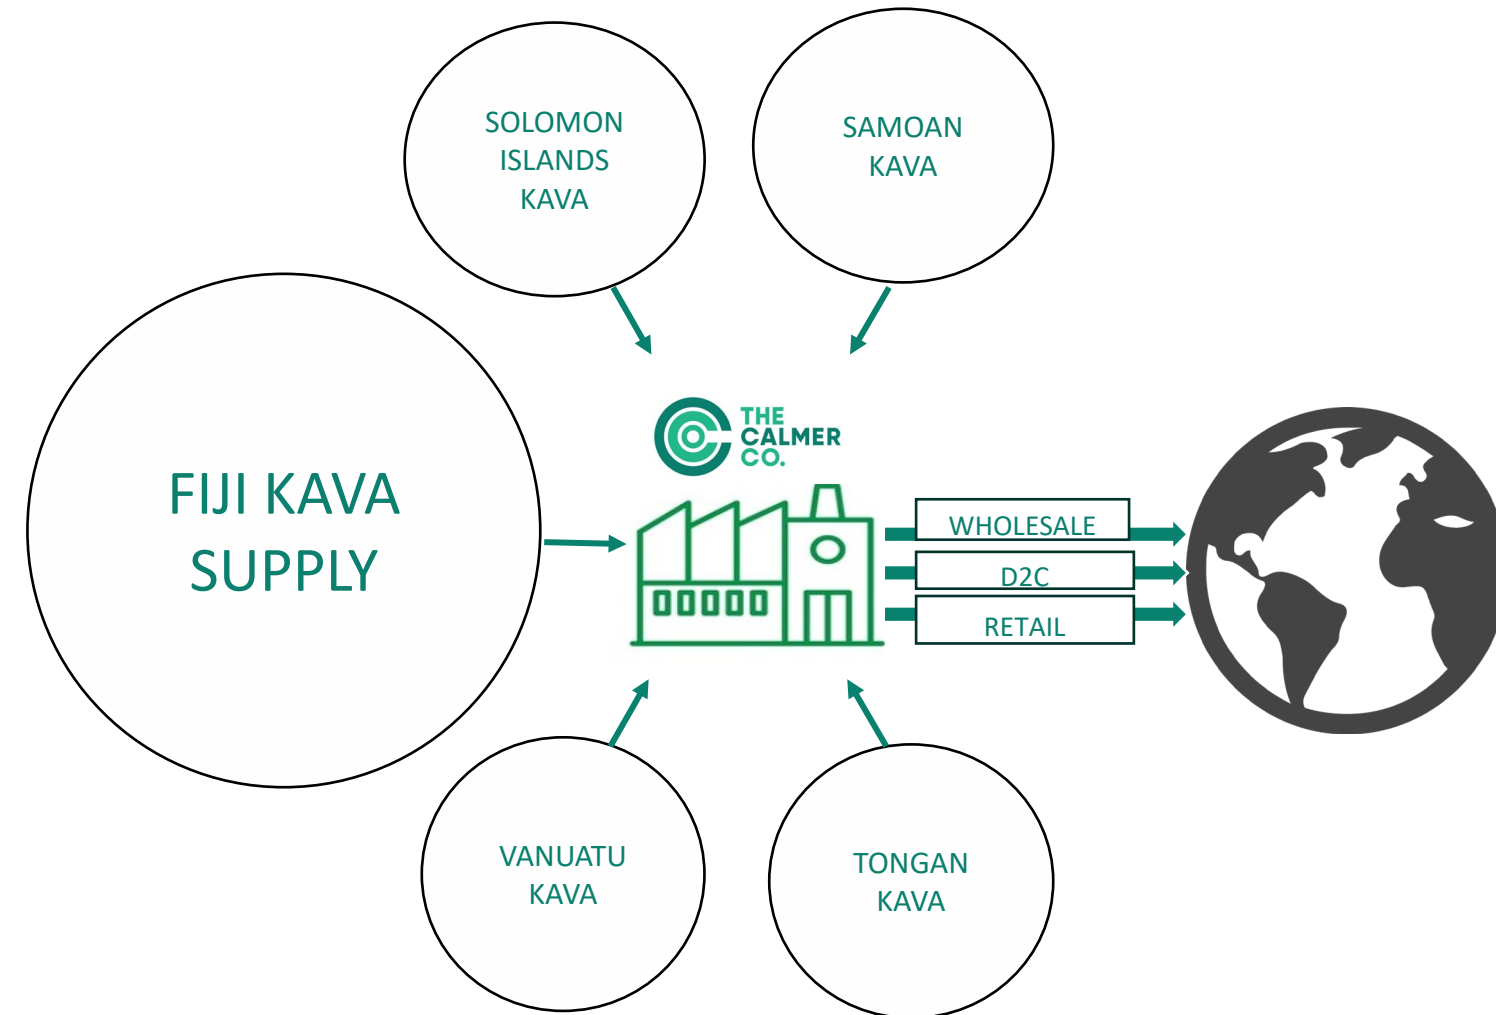 SOLOMON
ISLANDS
KAVA
SAMOAN
KAVA
FIJI KAVA
SUPPLY
THE
CALMER
CO.
WHOLESALE
D2C
RETAIL
VANUATU
KAVA
TONGAN
KAVA